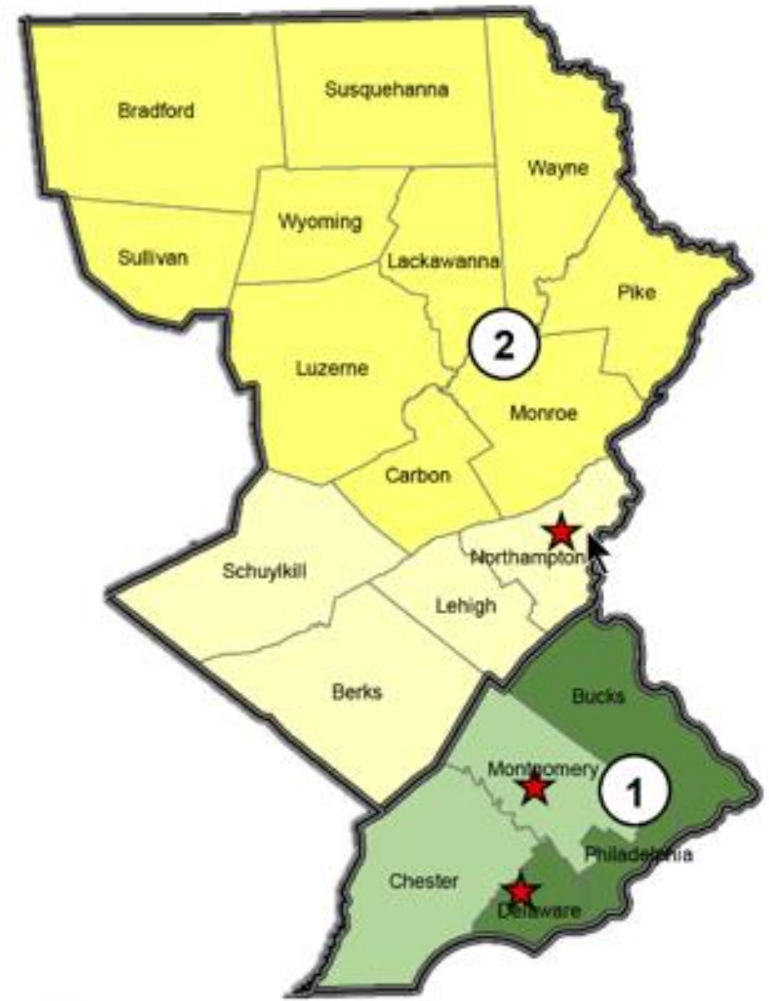 Susquehanna
Bradford
Wayne
Wyoming
Sullivan
Lackawanna
Pike
2
Luzerne
Monroe
Carbon
Northampton
Schuylkill
Lehigh
Berks
Bucks
Montgomery
1
Philadelphia
Chester
Delaware